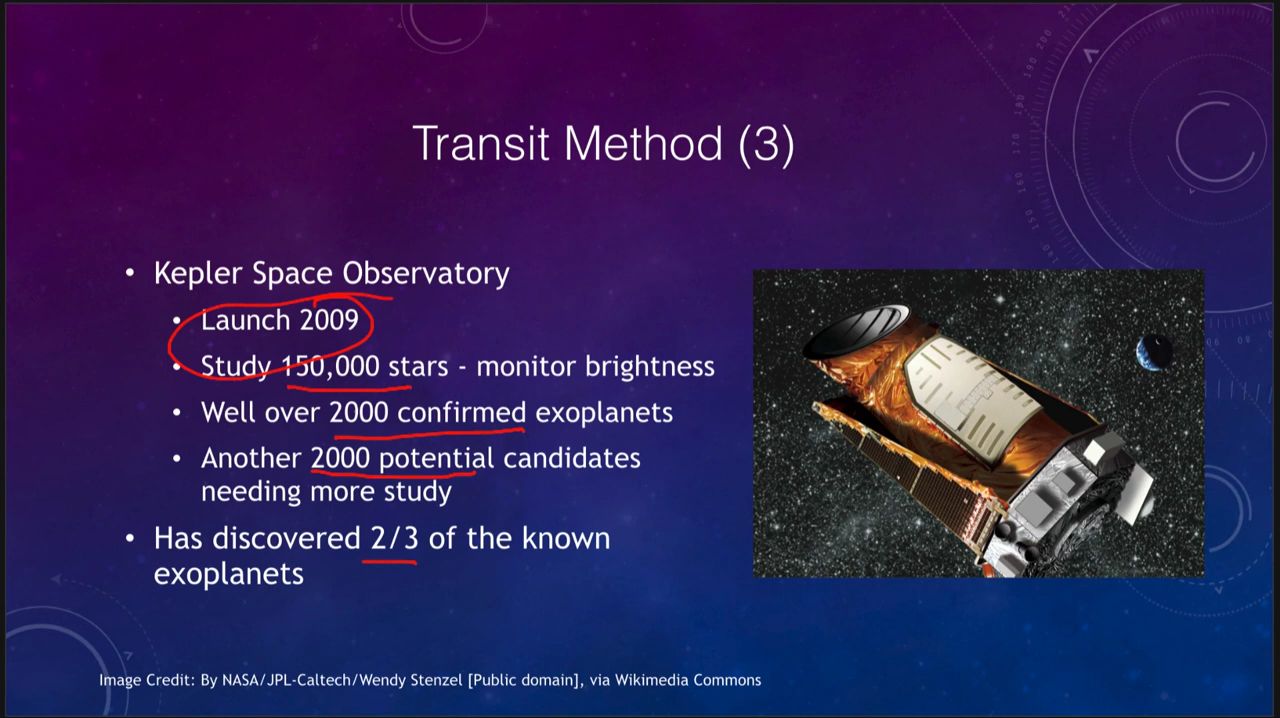 Transit Method (3)
• Kepler Space Observatory
• Launch 2009
• Study 150,000 stars - monitor brightness
• Well over 2000 confirmed exoplanets
• Another 2000 potential candidates
needing more study
• Has discovered 2/3 of the known
exoplanets
Image Credit: By NASA/JPL-Caltech/Wendy Stenzel [Public domain], via Wikimedia Commons